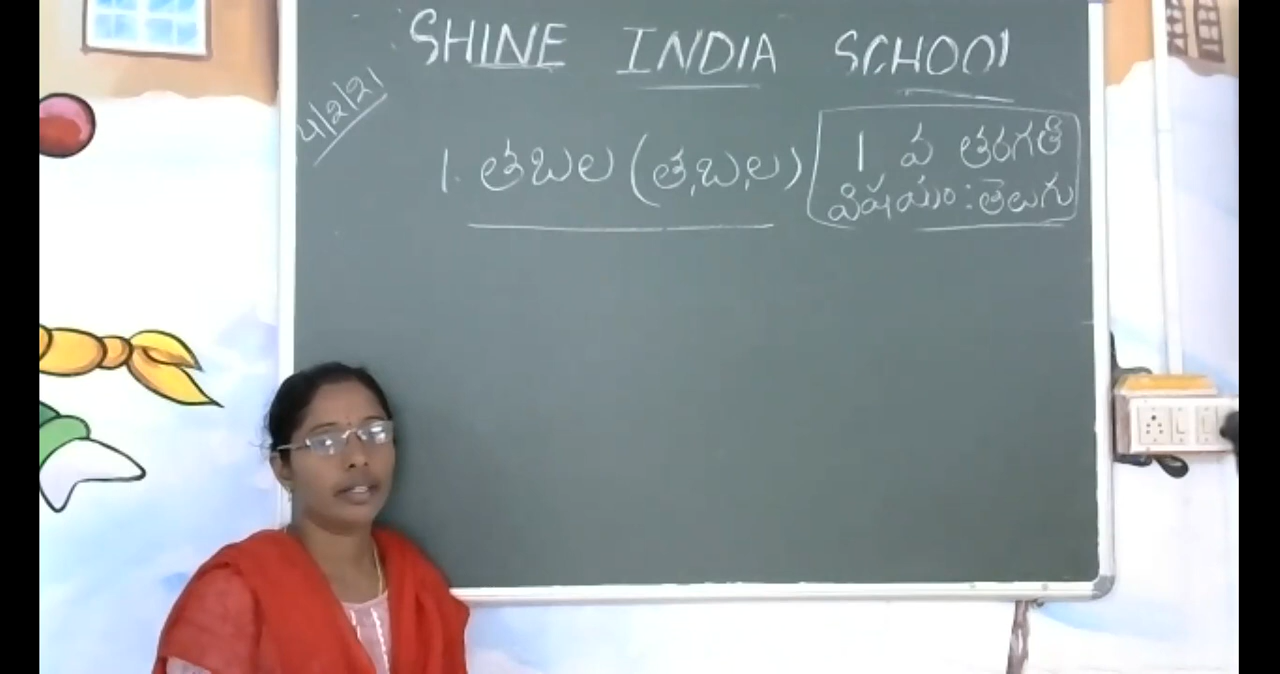 SHINE INDIA SCHOOL
4/2/21
1. తబల (త,బ,ల)
1 వ తరగతి
విషయం : తెలుగు